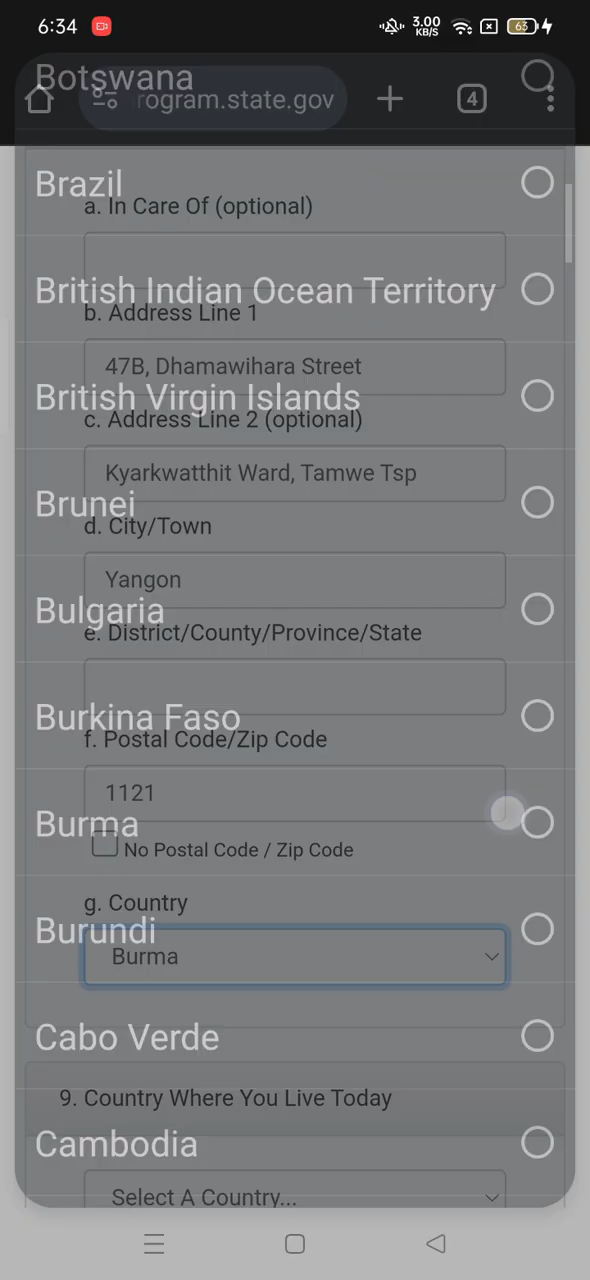 6:34
3.00
KB/S
63
Botswana
rogram.state.gov
4
Brazil
a. In Care Of (optional)
British Indian Ocean Territory
b. Address Line 1
47B, Dhamawihara Street
British Virgin Islands
c. Address Line 2 (optional)
Kyarkwatthit Ward, Tamwe Tsp
Brunei
d. City/Town
Yangon
Bulgaria
e. District/County/Province/State
Burkina Faso
f. Postal Code/Zip Code
1121
Burma
No Postal Code / Zip Code
g. Country
Burundi
Burma
Cabo Verde
9. Country Where You Live Today
Cambodia
Select A Country...